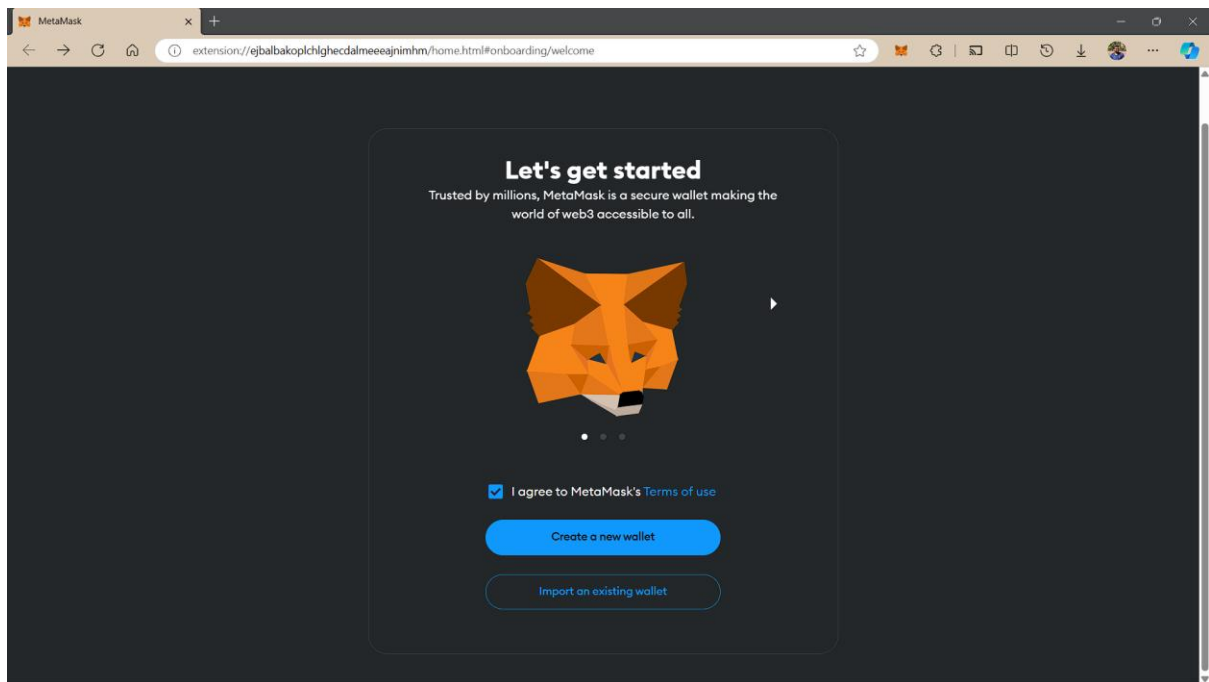 MetaMask
extension://ejbalbakoplchlghecdalmeeeajnimhm/home.html#onboarding/welcome
Let's get started
Trusted by millions, MetaMask is a secure wallet making the
world of web3 accessible to all.
I agree to MetaMask's Terms of use
Create a new wallet
Import an existing wallet